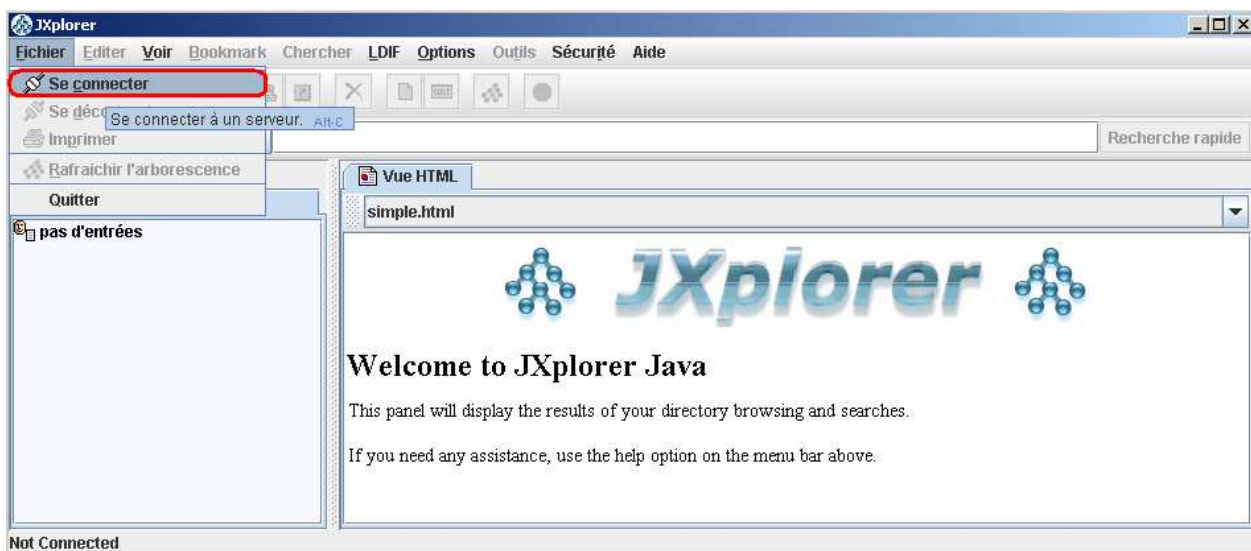 JXplorer
Fichier Editer Voir Bookmark Chercher LDIF Options Outils Sécurité Aide
Se connecter
Se déco
Se connecter à un serveur. Alt-C
Imprimer
Recherche rapide
Rafraichir l'arborescence
Quitter
Vue HTML
simple.html
pas d'entrées
JXplorer
Welcome to JXplorer Java
This panel will display the results of your directory browsing and searches.
If you need any assistance, use the help option on the menu bar above.
Not Connected